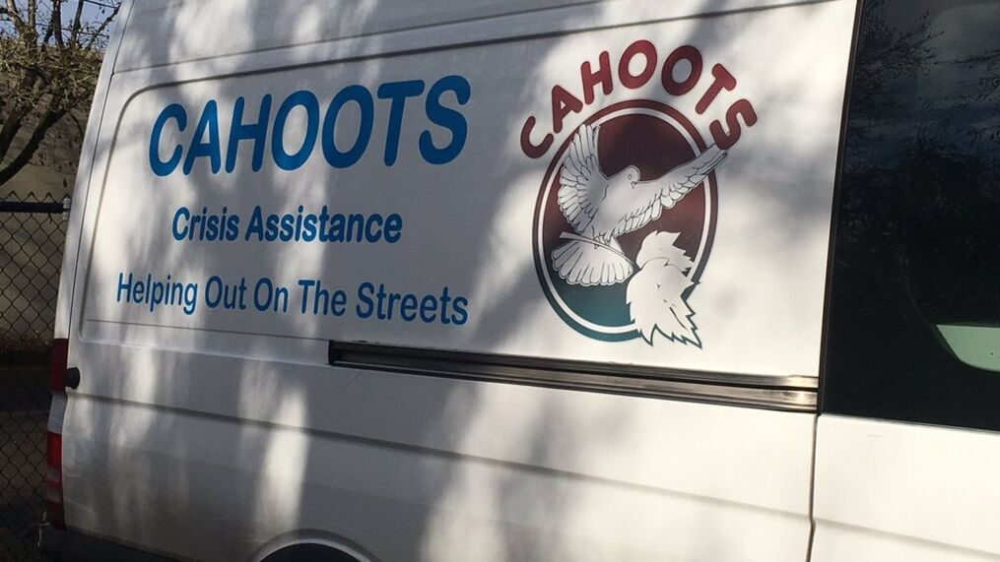 CAHOOTS
Crisis Assistance
Helping Out On The Streets
CAHOOTS